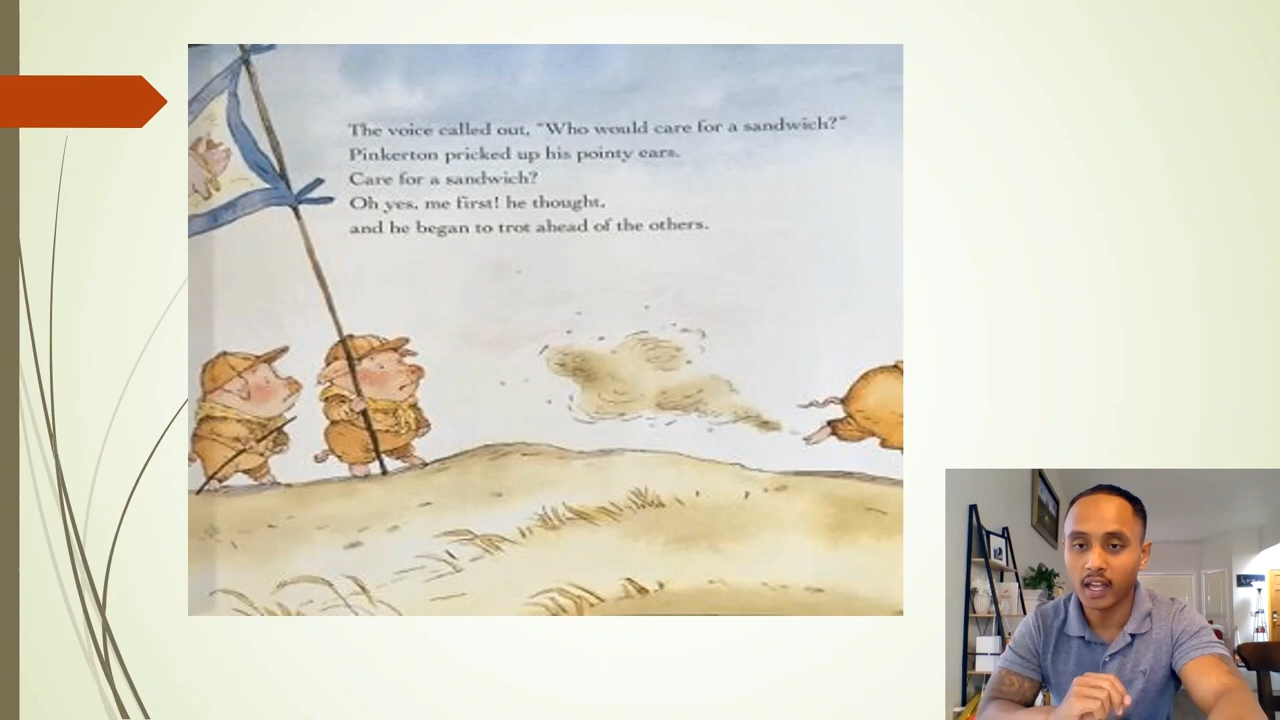 The voice called out, "Who would care for a sandwich?"
Pinkerton pricked up his pointy ears.
Care for a sandwich?
Oh yes, me first! he thought,
and he began to trot ahead of the others.